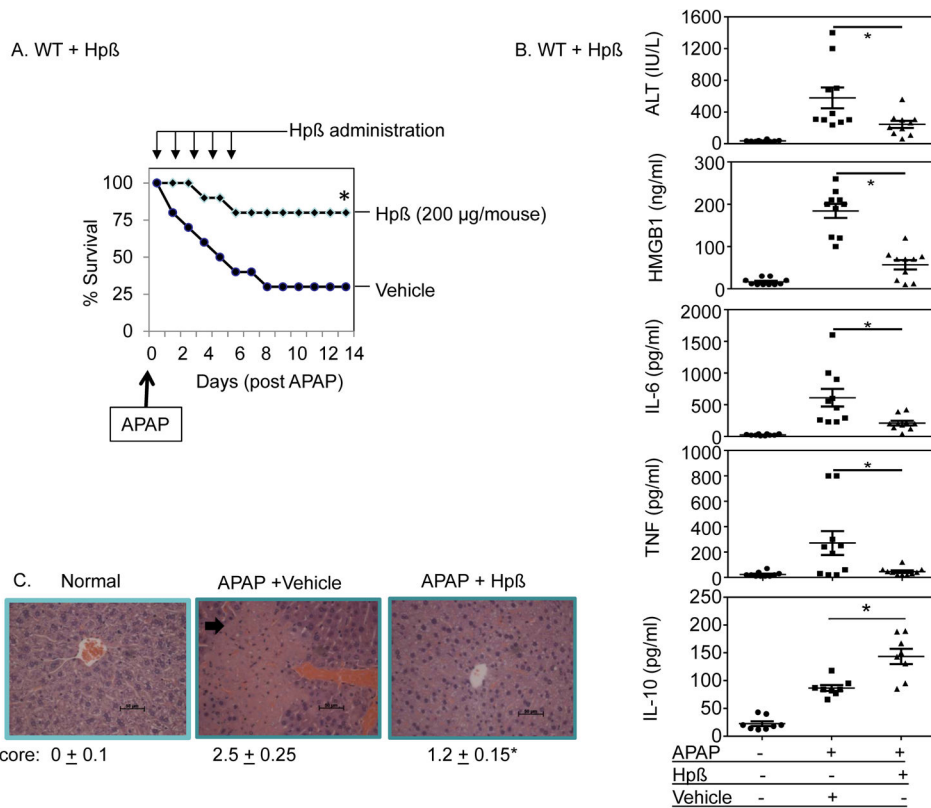 A. WT + Hpß
Hpß administration
% Survival
100
75
50
25
0
*
Hpß (200 µg/mouse)
Vehicle
0 2 4 6 8 10 12 14
Days (post APAP)
APAP
B. WT + Hpß
ALT (IU/L)
1600
1200
800
400
0
*
HMGB1 (ng/ml)
300
200
100
0
*
IL-6 (pg/ml)
2000
1500
1000
500
0
*
TNF (pg/ml)
1000
800
600
400
200
0
*
IL-10 (pg/ml)
250
200
150
100
50
0
*
APAP - + +
Hpß - - +
Vehicle - + -
C. Normal APAP +Vehicle APAP + Hpß
core: 0 ± 0.1 2.5 ± 0.25 1.2 ± 0.15*